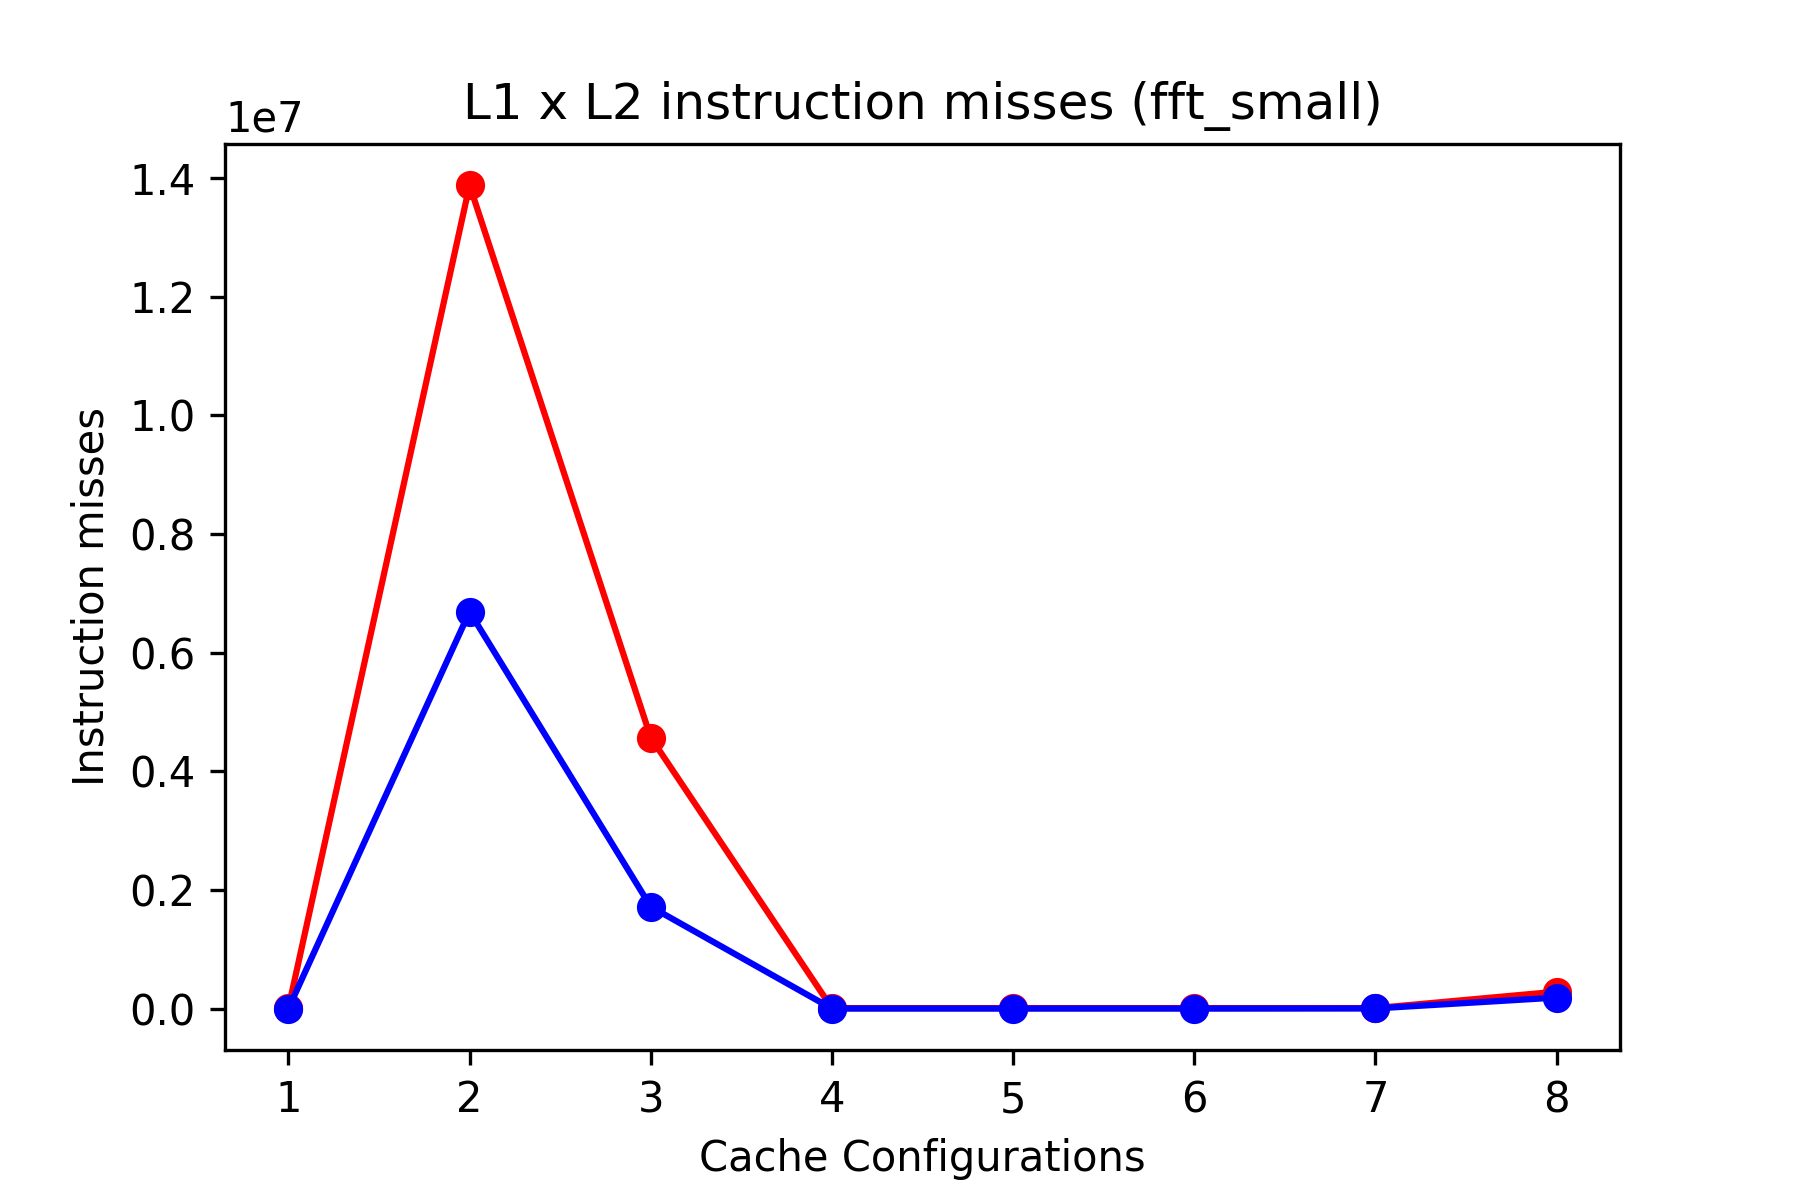 L1 x L2 instruction misses (fft_small)
1e7
1.4
1.2
1.0
0.8
0.6
0.4
0.2
0.0
Instruction misses
1 2 3 4 5 6 7 8
Cache Configurations